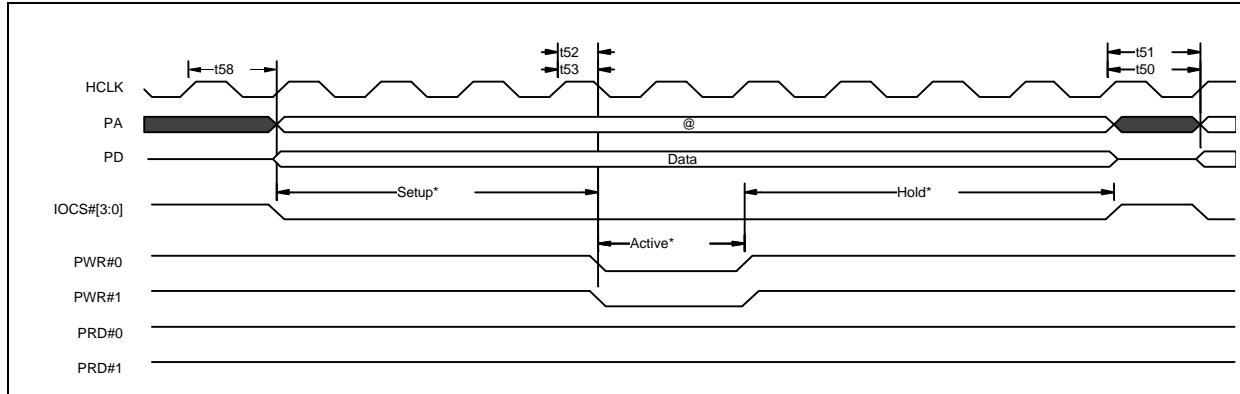 t52 t51
t58 t53 t50
HCLK
PA @
PD Data
Setup* Hold*
IOCS#[3:0]
Active*
PWR#0
PWR#1
PRD#0
PRD#1